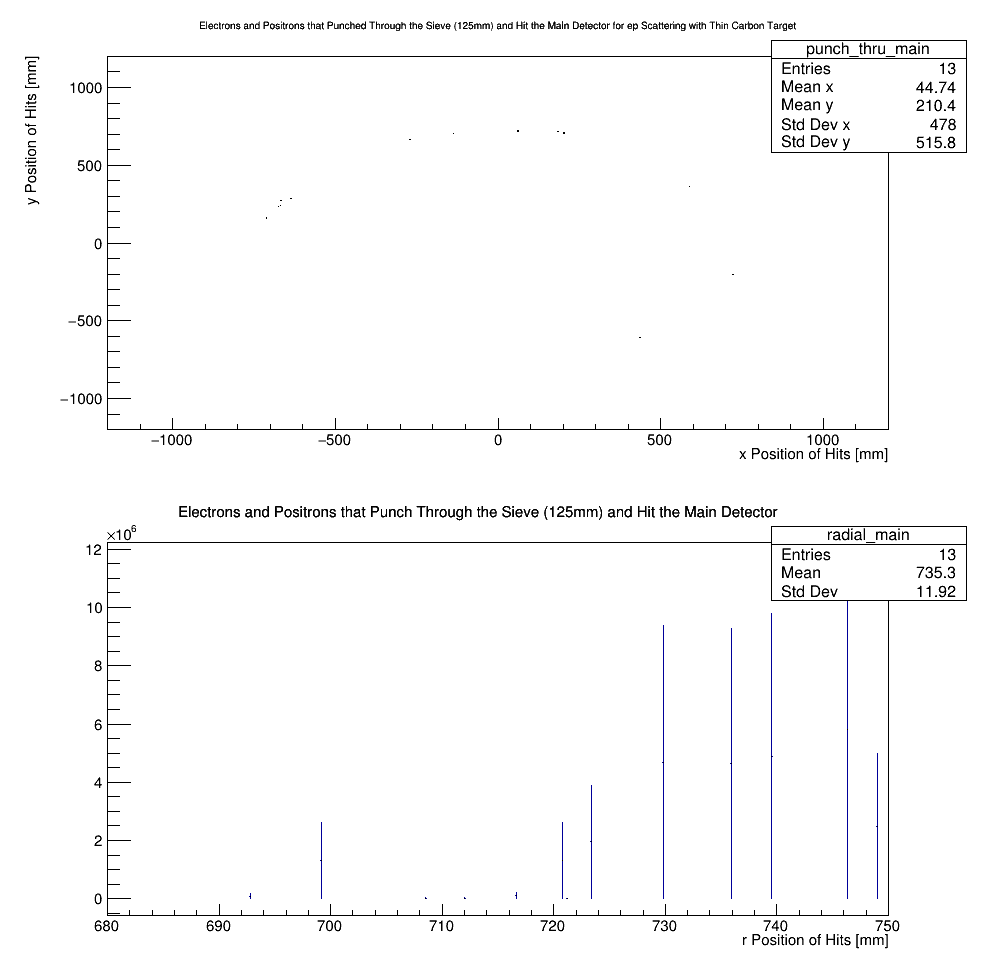 Electrons and Positrons that Punched Through the Sieve (125mm) and Hit the Main Detector for ep Scattering with Thin Carbon Target
punch_thru_main
Entries 13
Mean x 44.74
Mean y 210.4
Std Dev x 478
Std Dev y 515.8
y Position of Hits [mm]
1000
500
0
−500
−1000
−1000 −500 0 500 1000
x Position of Hits [mm]
Electrons and Positrons that Punch Through the Sieve (125mm) and Hit the Main Detector
radial_main
Entries 13
Mean 735.3
Std Dev 11.92
×10⁶
12
10
8
6
4
2
0
680 690 700 710 720 730 740 750
r Position of Hits [mm]